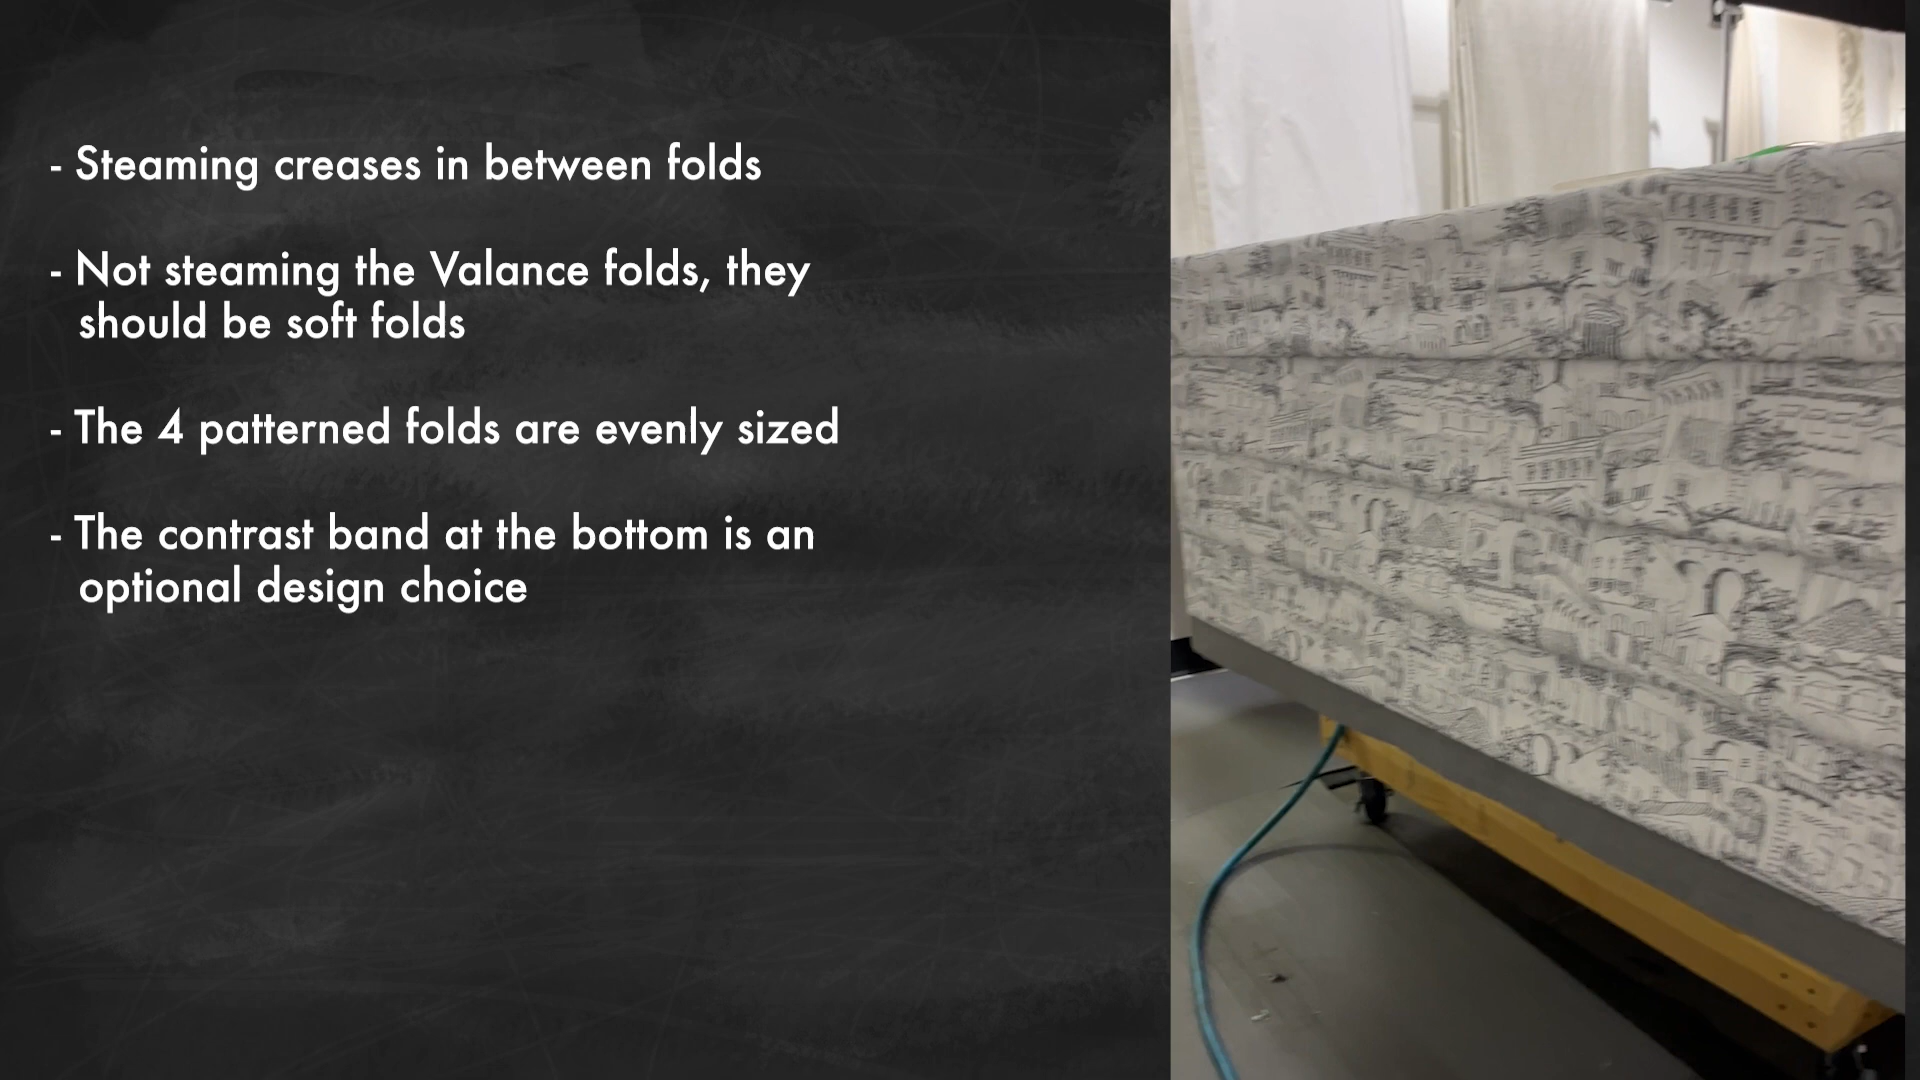 - Steaming creases in between folds
- Not steaming the Valance folds, they
should be soft folds
- The 4 patterned folds are evenly sized
- The contrast band at the bottom is an
optional design choice